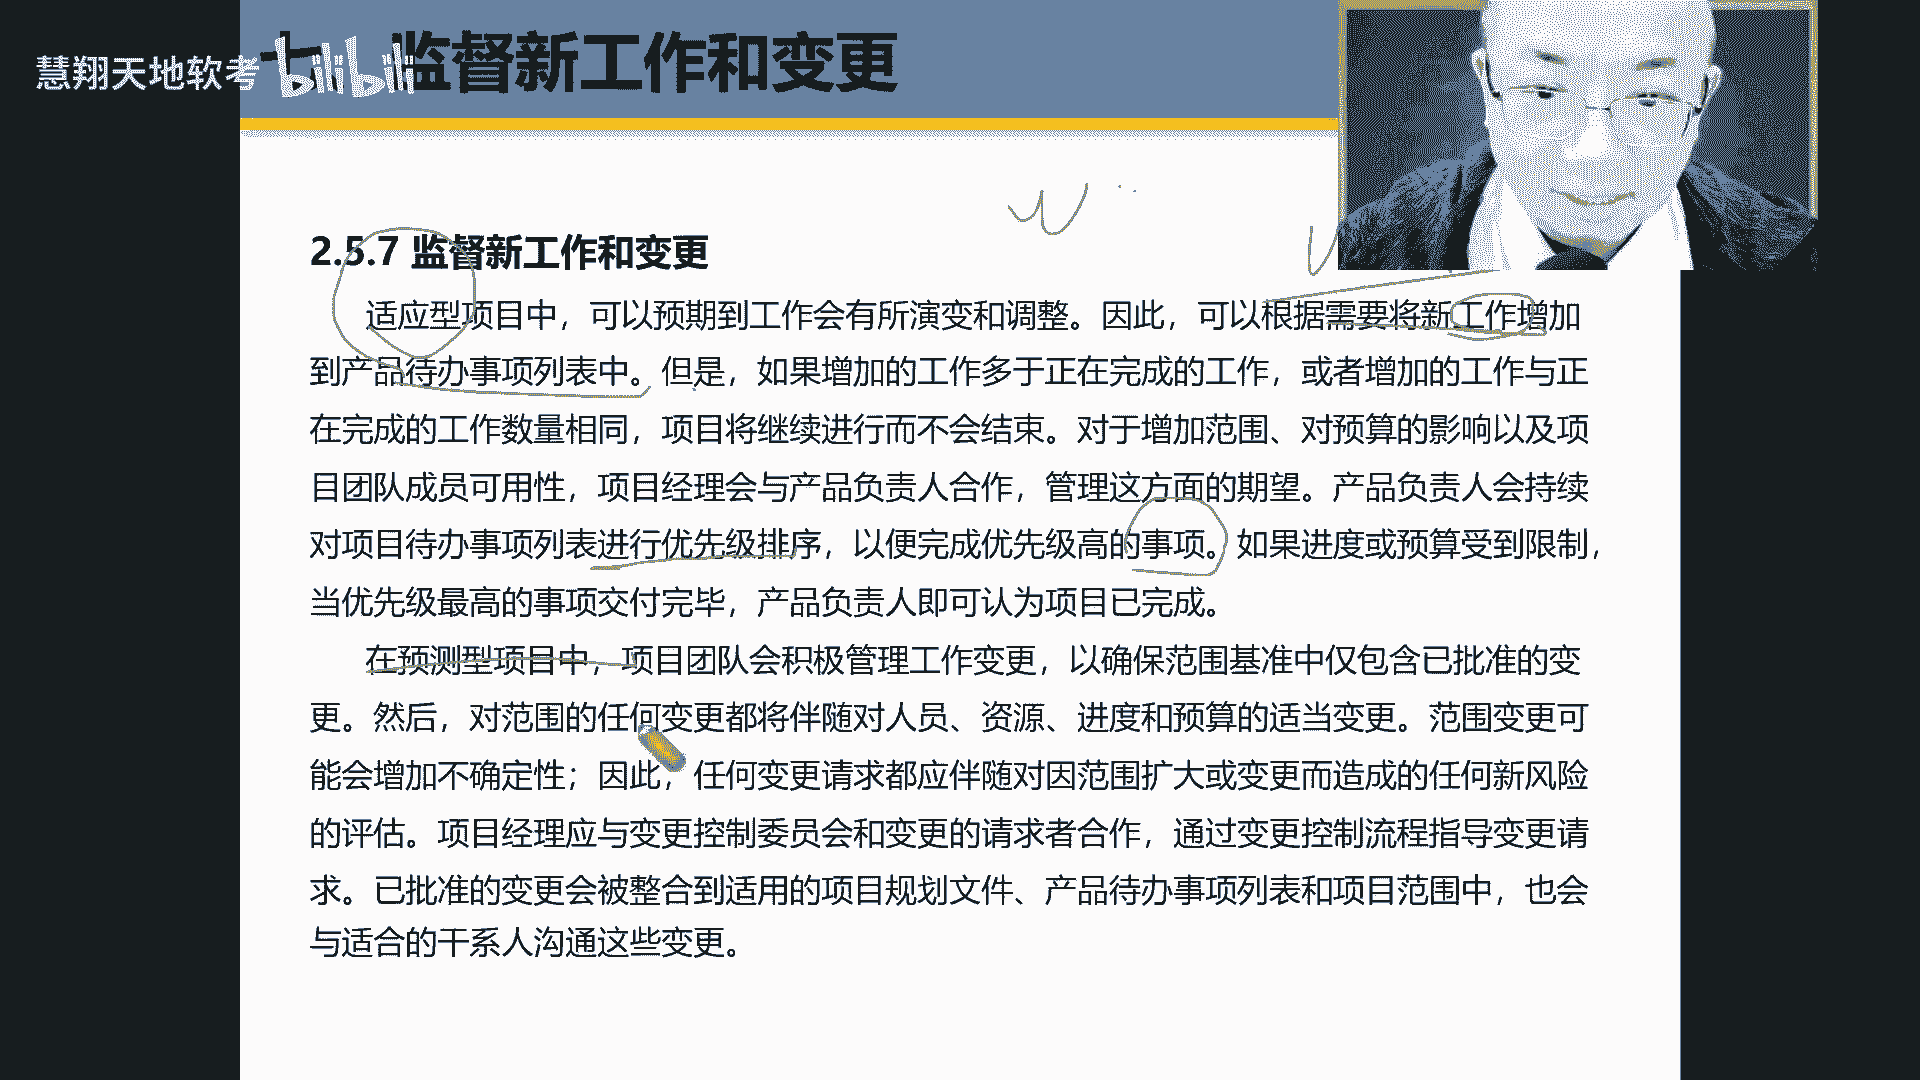 慧翔天地软考
bilibili
七、监督新工作和变更
2.5.7 监督新工作和变更
适应型项目中，可以预期到工作会有所演变和调整。因此，可以根据需要将新工作增加
到产品待办事项列表中。但是，如果增加的工作多于正在完成的工作，或者增加的工作与正
在完成的工作数量相同，项目将继续进行而不会结束。对于增加范围、对预算的影响以及项
目团队成员可用性，项目经理会与产品负责人合作，管理这方面的期望。产品负责人会持续
对项目待办事项列表进行优先级排序，以便完成优先级高的事项。如果进度或预算受到限制，
当优先级最高的事项交付完毕，产品负责人即可认为项目已完成。
在预测型项目中，项目团队会积极管理工作变更，以确保范围基准中仅包含已批准的变
更。然后，对范围的任何变更都将伴随对人员、资源、进度和预算的适当变更。范围变更可
能会增加不确定性；因此，任何变更请求都应伴随对因范围扩大或变更而造成的任何新风险
的评估。项目经理应与变更控制委员会和变更的请求者合作，通过变更控制流程指导变更请
求。已批准的变更会被整合到适用的项目规划文件、产品待办事项列表和项目范围中，也会
与适合的干系人沟通这些变更。